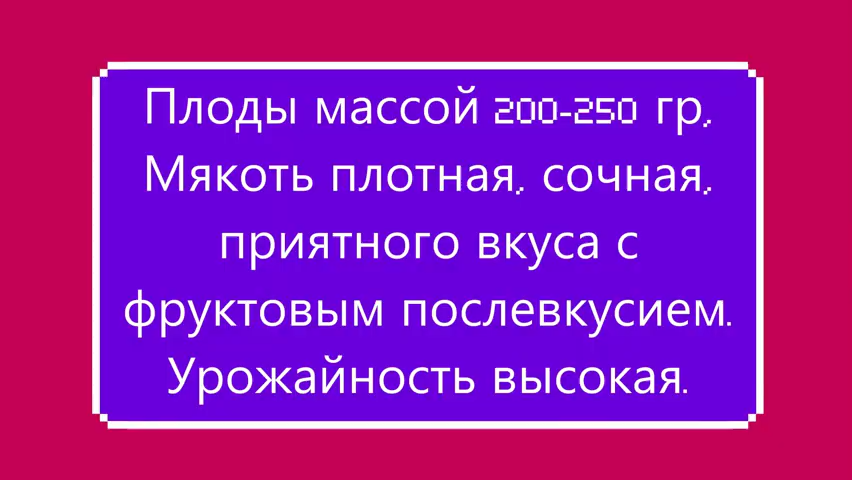 Плоды массой 200-250 гр,
Мякоть плотная, сочная,
приятного вкуса с
фруктовым послевкусием.
Урожайность высокая.